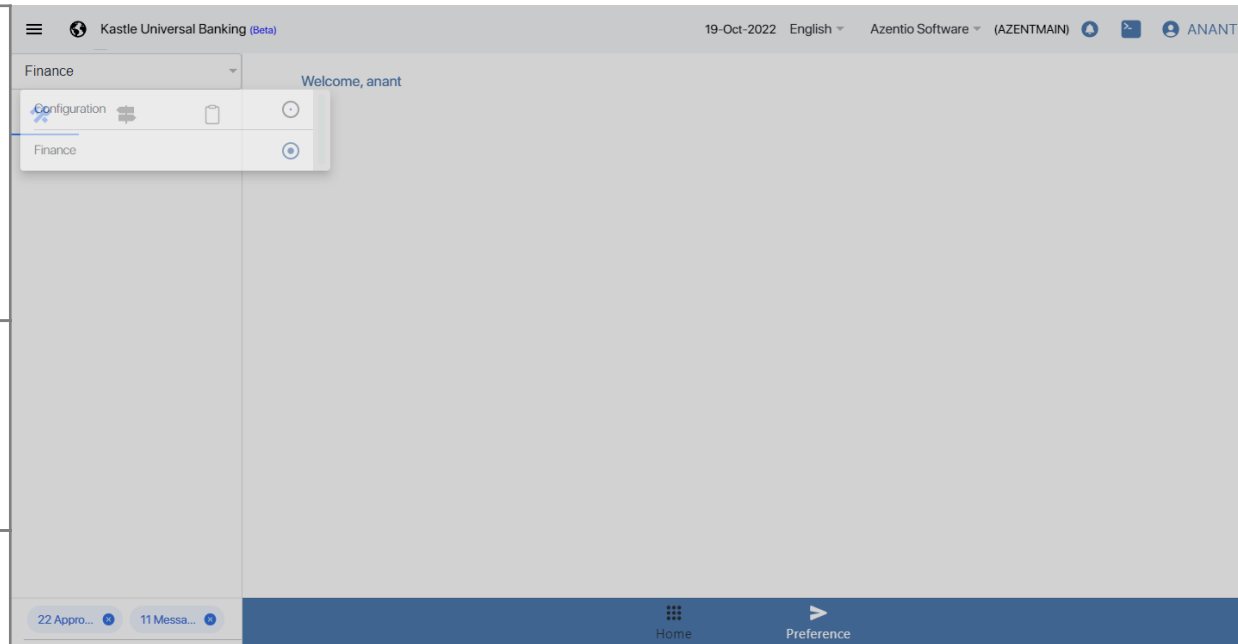 Kastle Universal Banking (Beta) 19-Oct-2022 English Azentio Software (AZENTMAIN) ANANT
Finance
Welcome, anant
Configuration
Finance
22 Appro... 11 Messa...
Home Preference